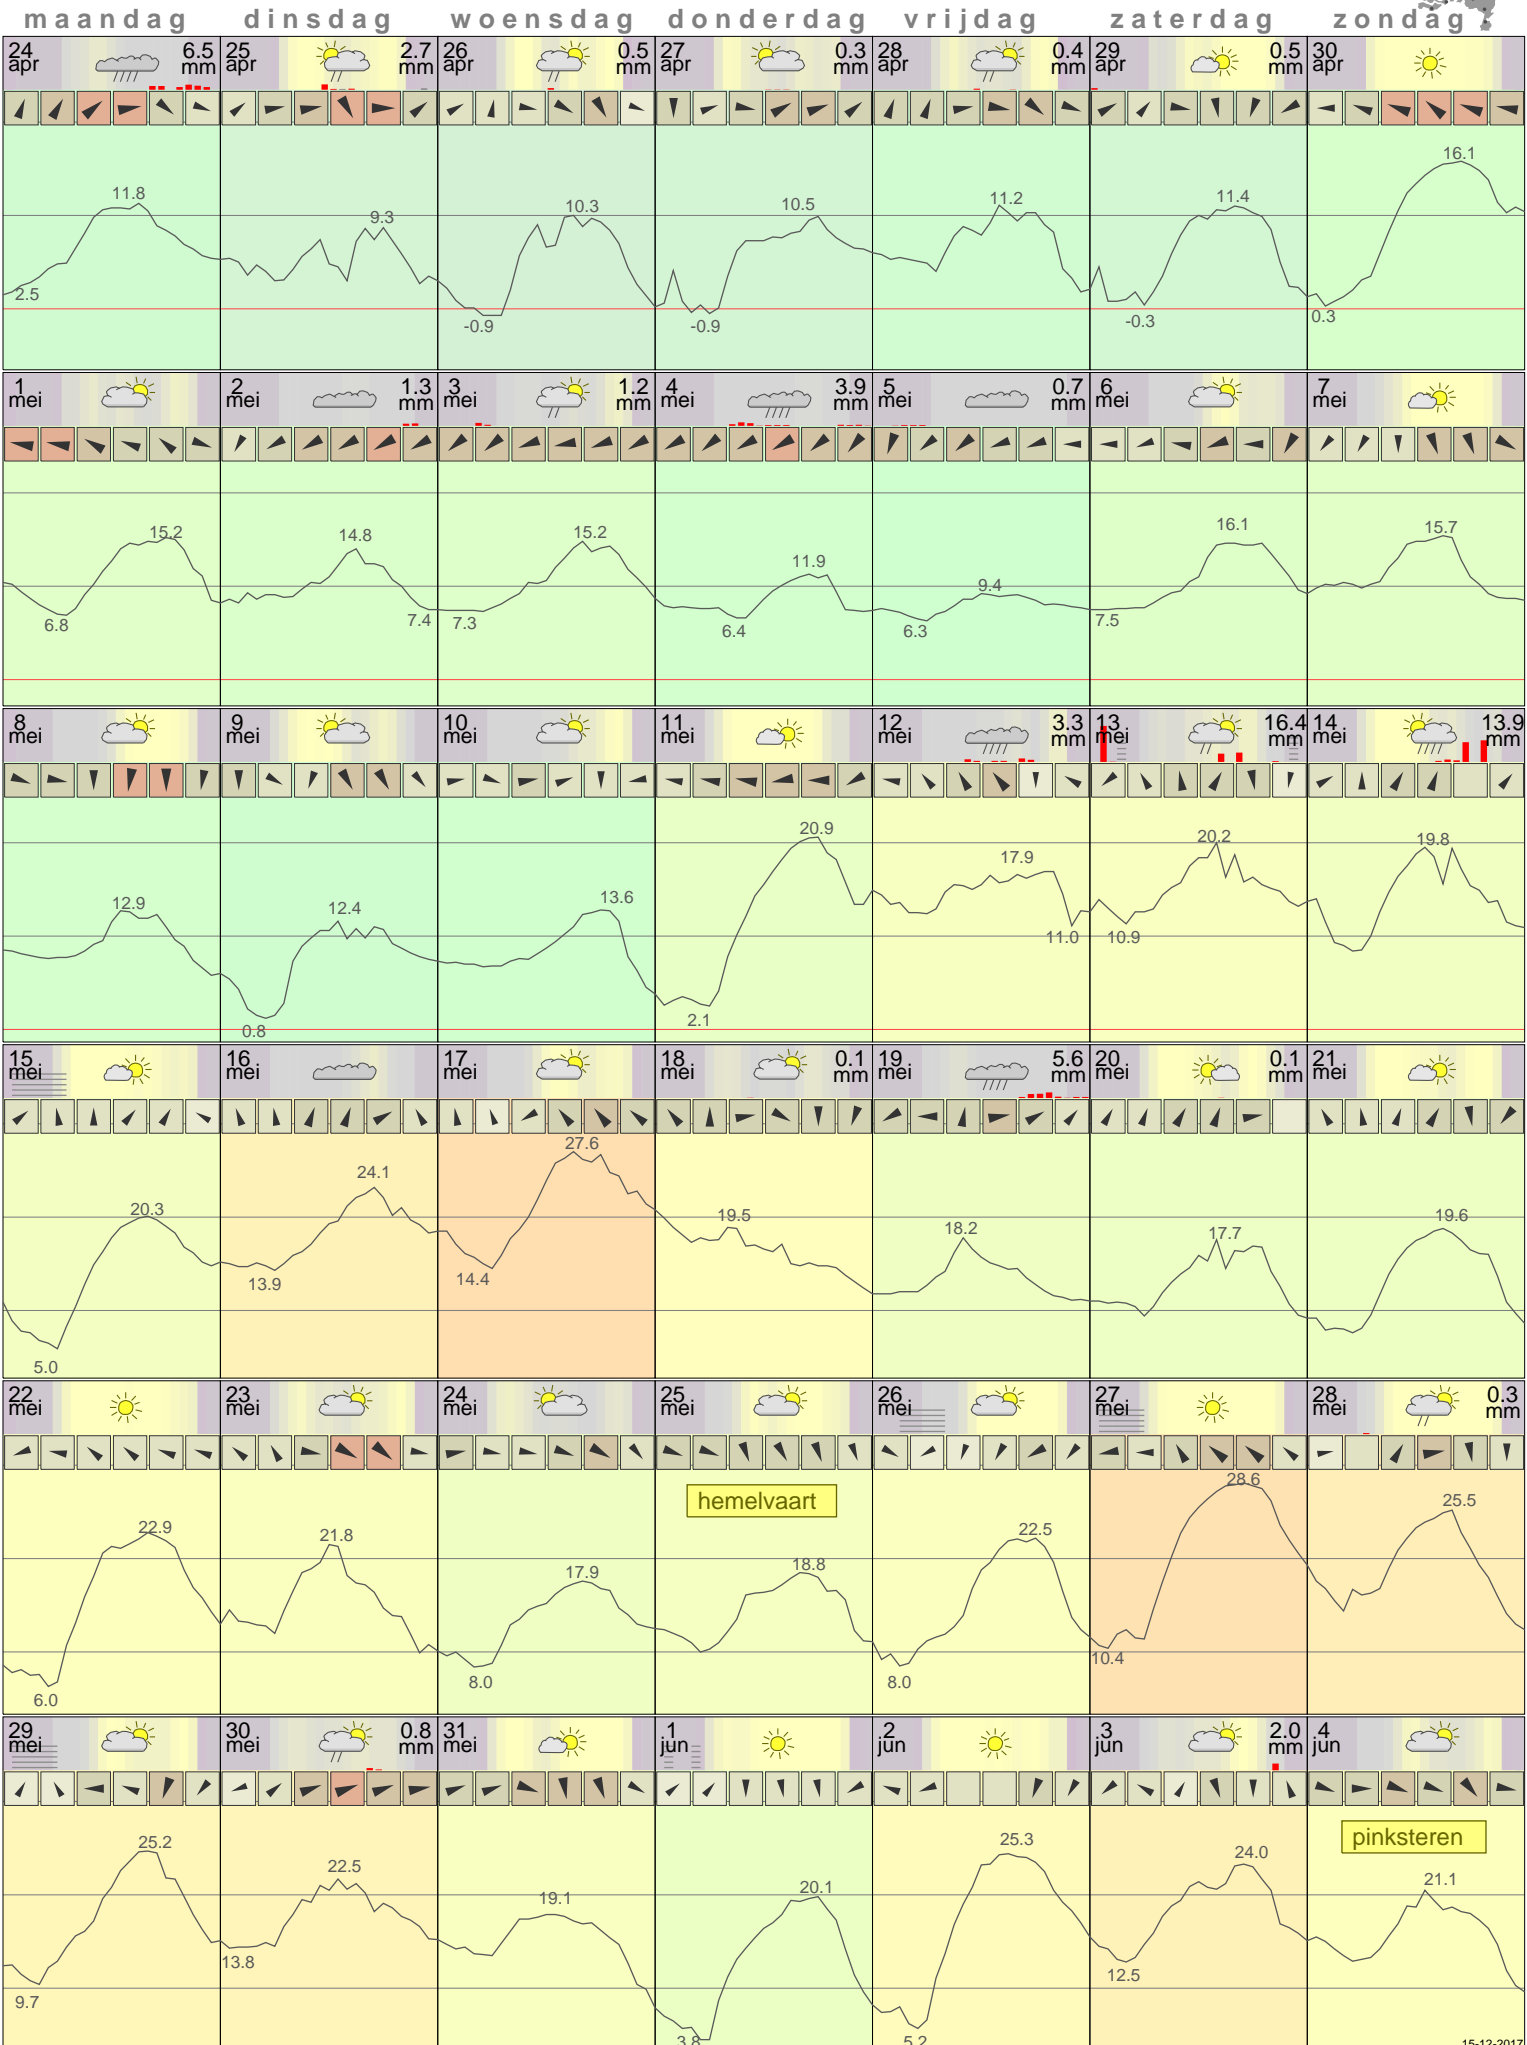 maandag dinsdag woensdag donderdag vrijdag zaterdag zondag
24 6.5 25 2.7 26 0.5 27 0.3 28 0.4 29 0.5 30
apr mm apr mm apr mm apr mm apr mm apr mm apr
16.1
11.8 9.3 10.3 10.5 11.2 11.4
2.5 -0.9 -0.9 -0.3 0.3
1 2 1.3 3 1.2 4 3.9 5 0.7 6 7
mei mei mm mei mm mei mm mei mm mei mei
15.2 14.8 15.2 11.9 9.4 16.1 15.7
6.8 7.4 7.3 6.4 6.3 7.5
8 9 10 11 12 3.3 13 16.4 14 13.9
mei mei mei mei mei mm mei mm mei mm
12.9 12.4 13.6 20.9 17.9 20.2 19.8
0.8 2.1 11.0 10.9
15 16 17 18 0.1 19 5.6 20 0.1 21
mei mei mei mei mm mei mm mei mm mei
20.3 24.1 27.6 19.5 18.2 17.7 19.6
5.0 13.9 14.4
22 23 24 25 26 27 28 0.3
mei mei mei mei mei mei mei mm
hemelvaart
22.9 21.8 17.9 18.8 22.5 28.6 25.5
6.0 8.0 8.0 10.4
29 30 0.8 31 1 2 3 2.0 4
mei mei mm mei jun jun jun mm jun
pinksteren
25.2 22.5 19.1 20.1 25.3 24.0 21.1
9.7 13.8 3.8 5.2 12.5
15-12-2017